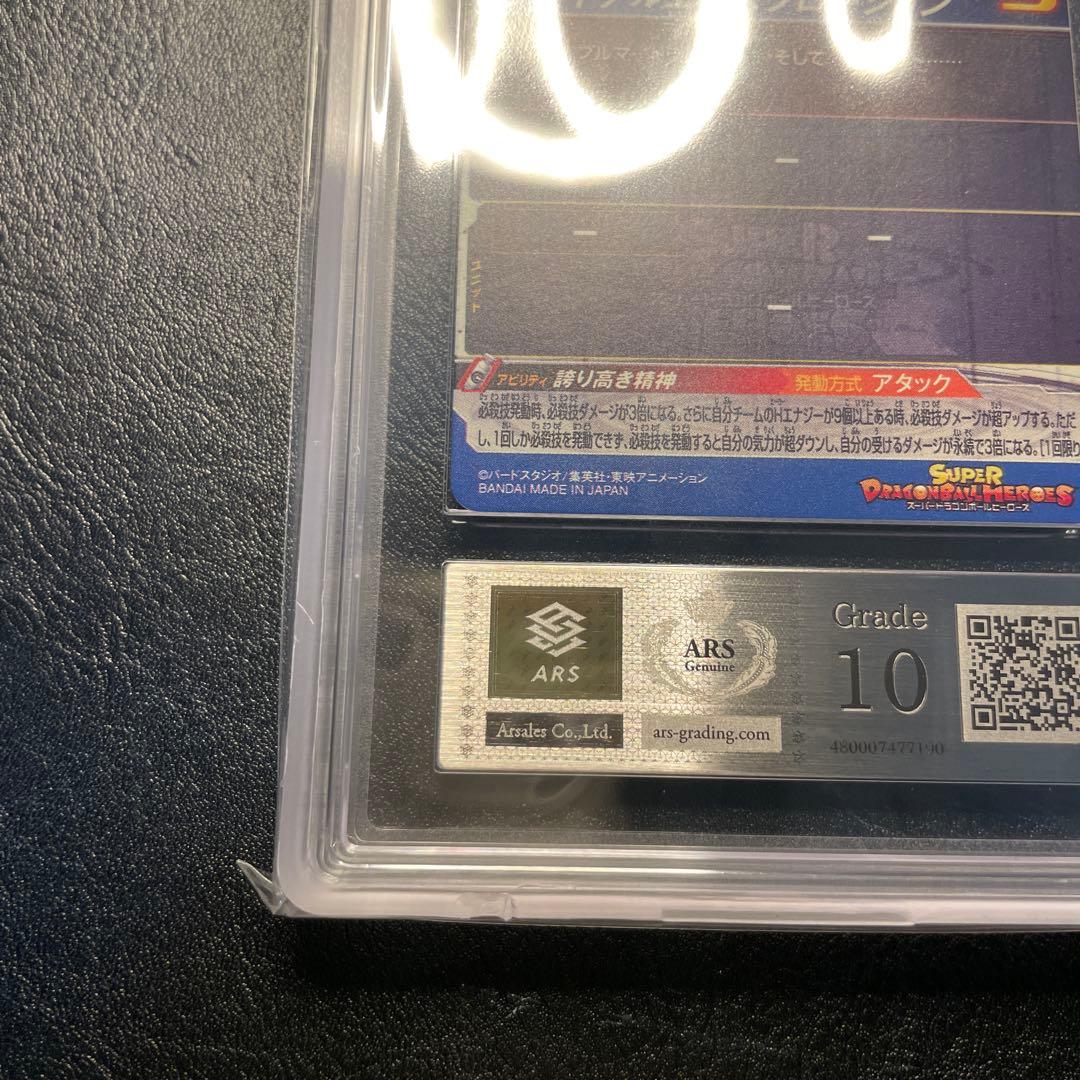 そして
ユニット
アビリティ 誇り高き精神 発動方式 アタック
必殺技発動時、必殺技ダメージが3倍になる。さらに自分チームのHエナジーが9個以上ある時、必殺技ダメージが超アップする。ただ
し、1回しか必殺技を発動できず、必殺技を発動すると自分の気力が超ダウンし、自分の受けるダメージが永続で3倍になる。[1回限り
©バードスタジオ/集英社・東映アニメーション
BANDAI MADE IN JAPAN
SUPER
DRAGONBALL HEROES
スーパードラゴンボールヒーローズ
ARS
ARS
Genuine
Grade
10
Arsales Co.,Ltd.
ars-grading.com
480007477190